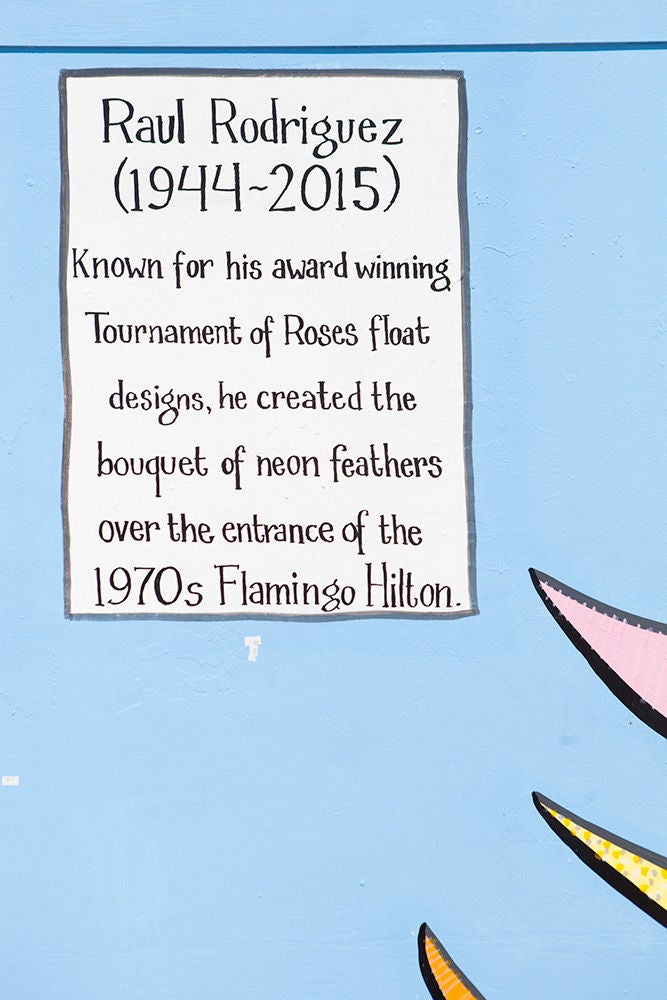 Raul Rodriguez
(1944~2015)
Known for his award winning
Tournament of Roses float
designs, he created the
bouquet of neon feathers
over the entrance of the
1970s Flamingo Hilton.